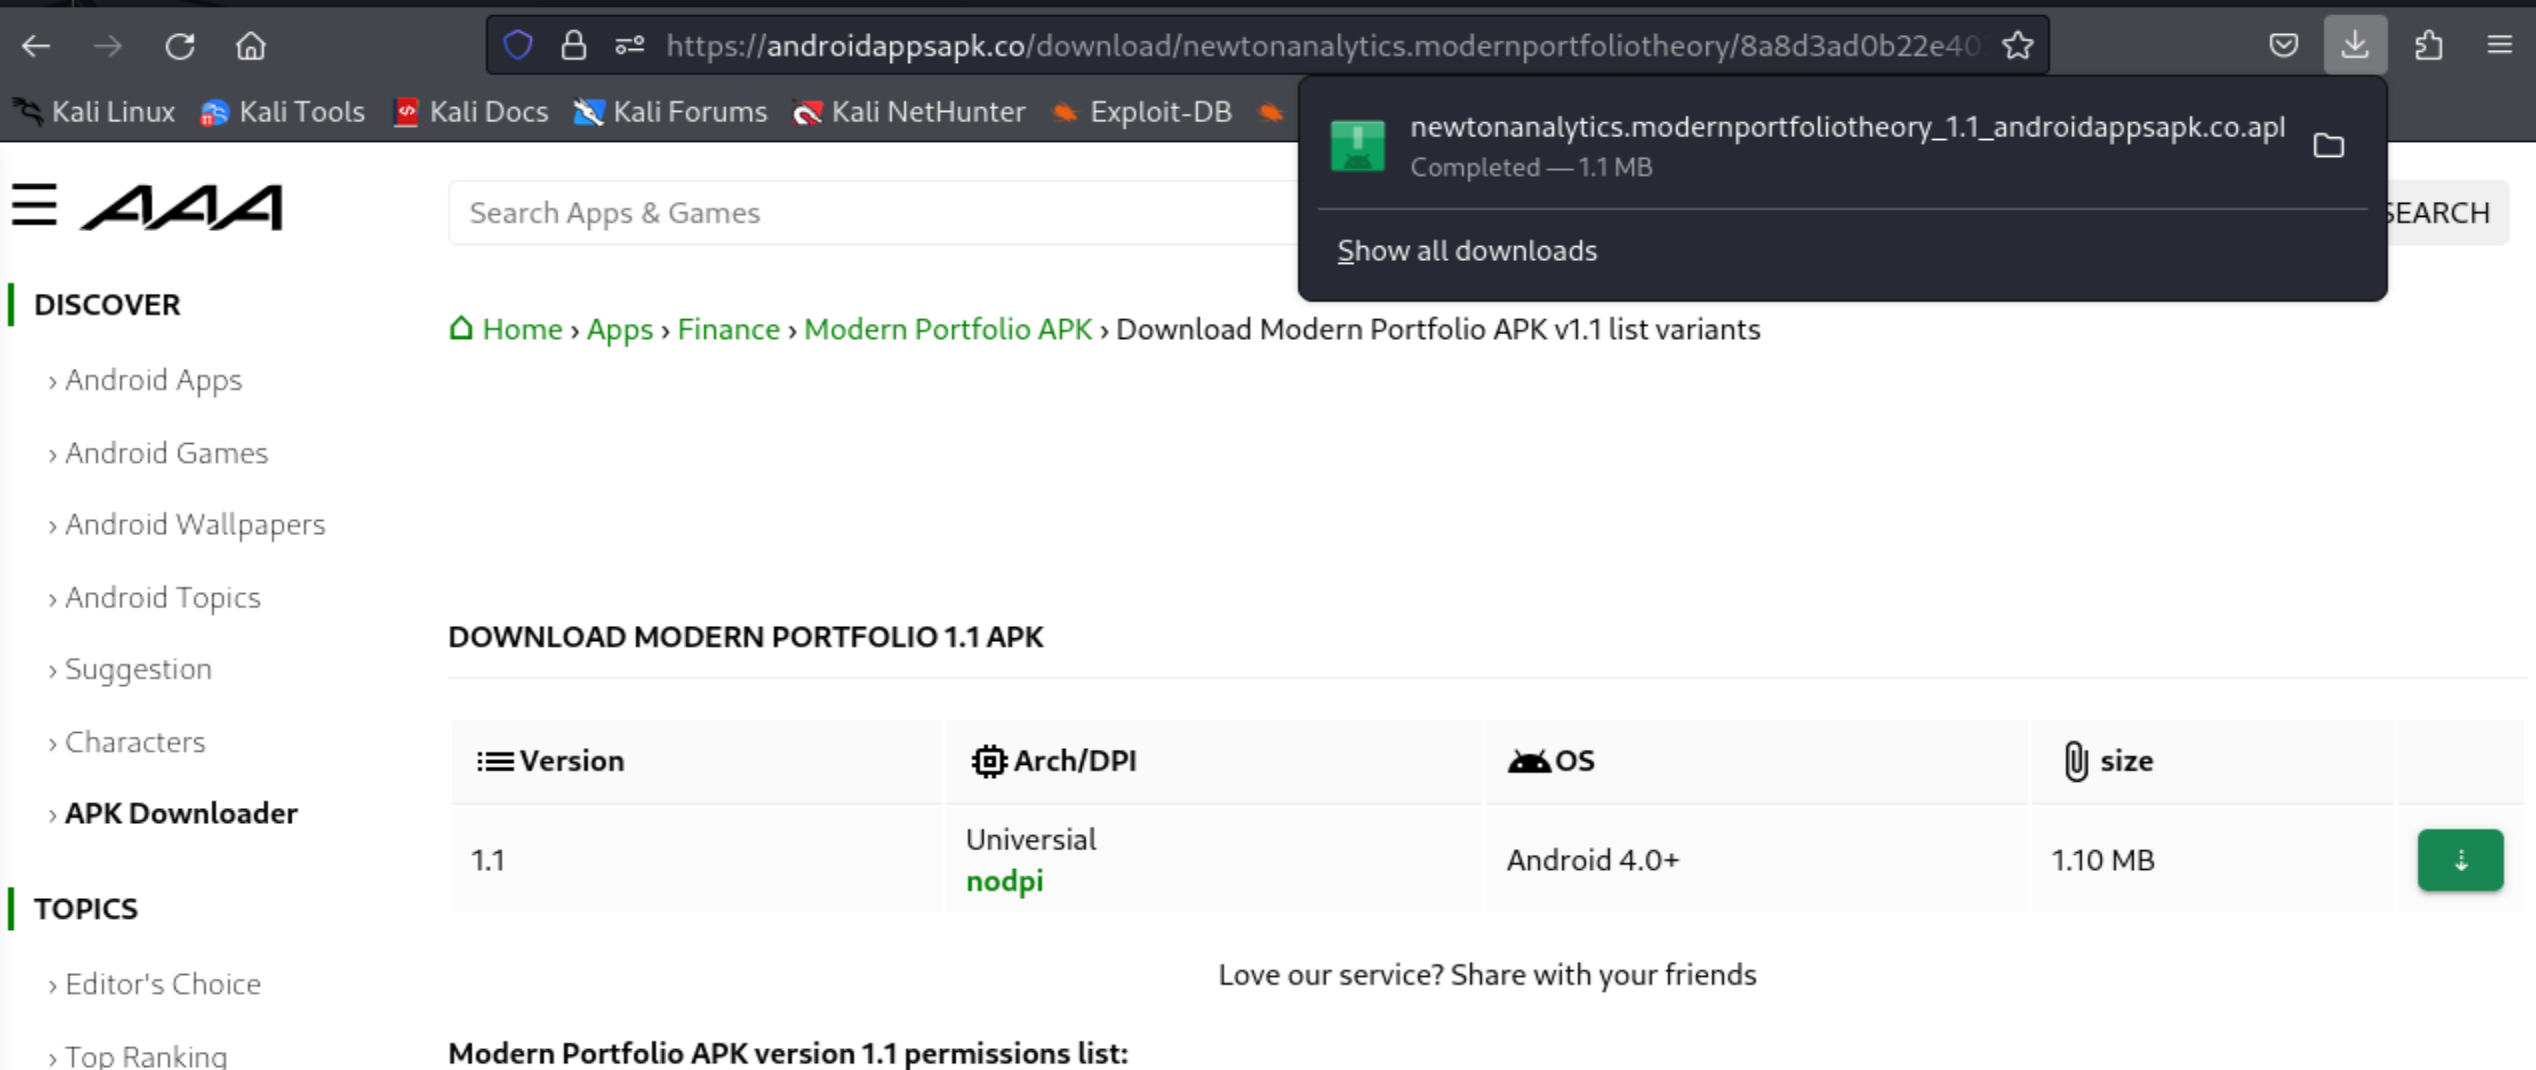 https://androidappsapk.co/download/newtonanalytics.modernportfoliotheory/8a8d3ad0b22e40
Kali Linux
Kali Tools
Kali Docs
Kali Forums
Kali NetHunter
Exploit-DB
newtonanalytics.modernportfoliotheory_1.1_androidappsapk.co.apl
Completed — 1.1 MB
Show all downloads
AAA
Search Apps & Games
SEARCH
DISCOVER
› Android Apps
› Android Games
› Android Wallpapers
› Android Topics
› Suggestion
› Characters
› APK Downloader
TOPICS
› Editor's Choice
› Top Ranking
Home › Apps › Finance › Modern Portfolio APK › Download Modern Portfolio APK v1.1 list variants
DOWNLOAD MODERN PORTFOLIO 1.1 APK
Version
Arch/DPI
OS
size
1.1
Universial
nodpi
Android 4.0+
1.10 MB
Love our service? Share with your friends
Modern Portfolio APK version 1.1 permissions list: